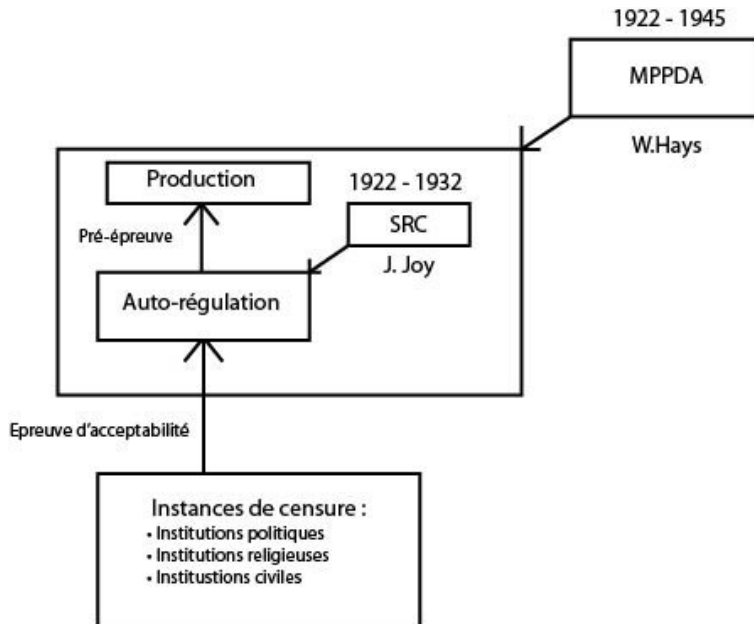 1922 - 1945
MPPDA
W.Hays
Production
1922 - 1932
SRC
Pré-épreuve
J. Joy
Auto-régulation
Epreuve d'acceptabilité
Instances de censure :
• Institutions politiques
• Institutions religieuses
• Institustions civiles